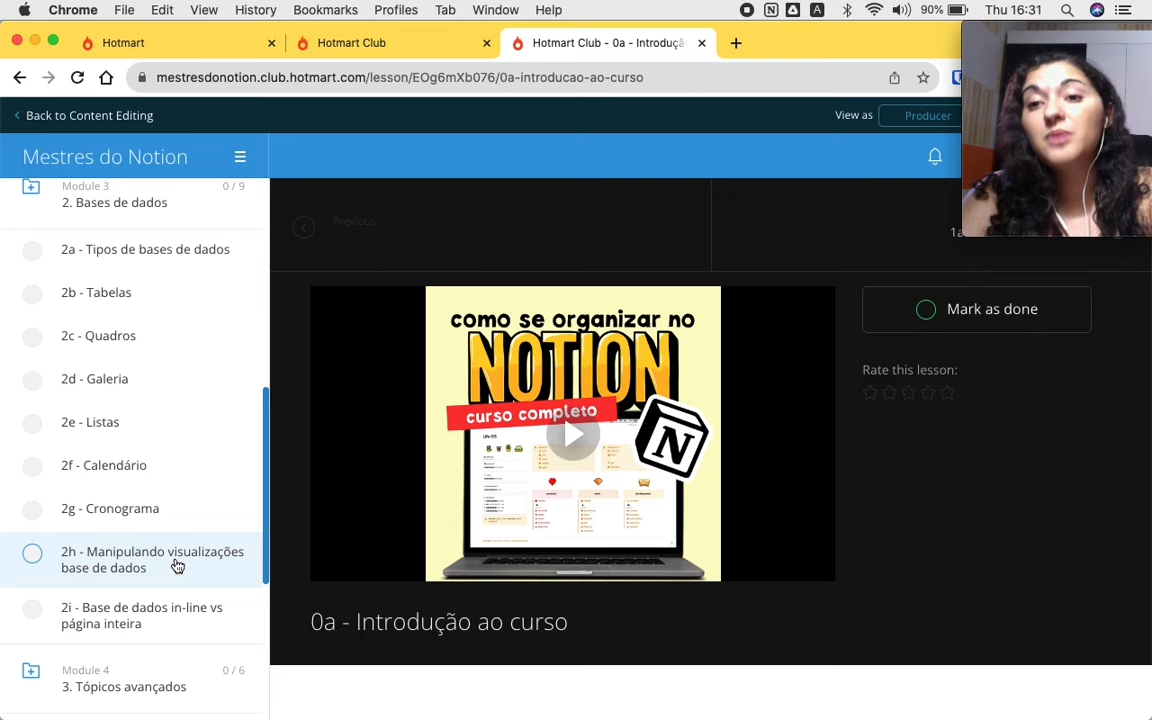 Chrome File Edit View History Bookmarks Profiles Tab Window Help
90% Thu 16:31
Hotmart
Hotmart Club
Hotmart Club - 0a - Introduçã
mestresdonotion.club.hotmart.com/lesson/EOg6mXb076/0a-introducao-ao-curso
Back to Content Editing
View as Producer
Mestres do Notion
Module 3 0 / 9
2. Bases de dados
2a - Tipos de bases de dados
2b - Tabelas
2c - Quadros
2d - Galeria
2e - Listas
2f - Calendário
2g - Cronograma
2h - Manipulando visualizações
base de dados
2i - Base de dados in-line vs
página inteira
Module 4 0 / 6
3. Tópicos avançados
Previous
1a
como se organizar no
NOTION
curso completo
N
Life OS
Mark as done
Rate this lesson:
0a - Introdução ao curso